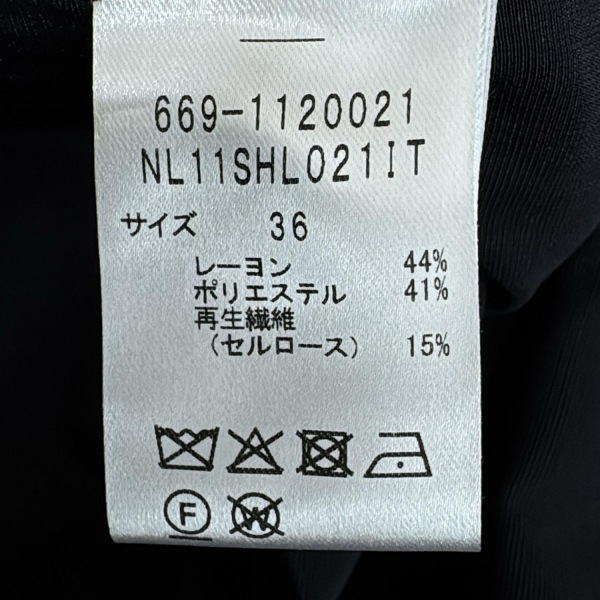 669-1120021
NL11SHL021IT
サイズ 36
レーヨン 44%
ポリエステル 41%
再生繊維
(セルロース) 15%
F W